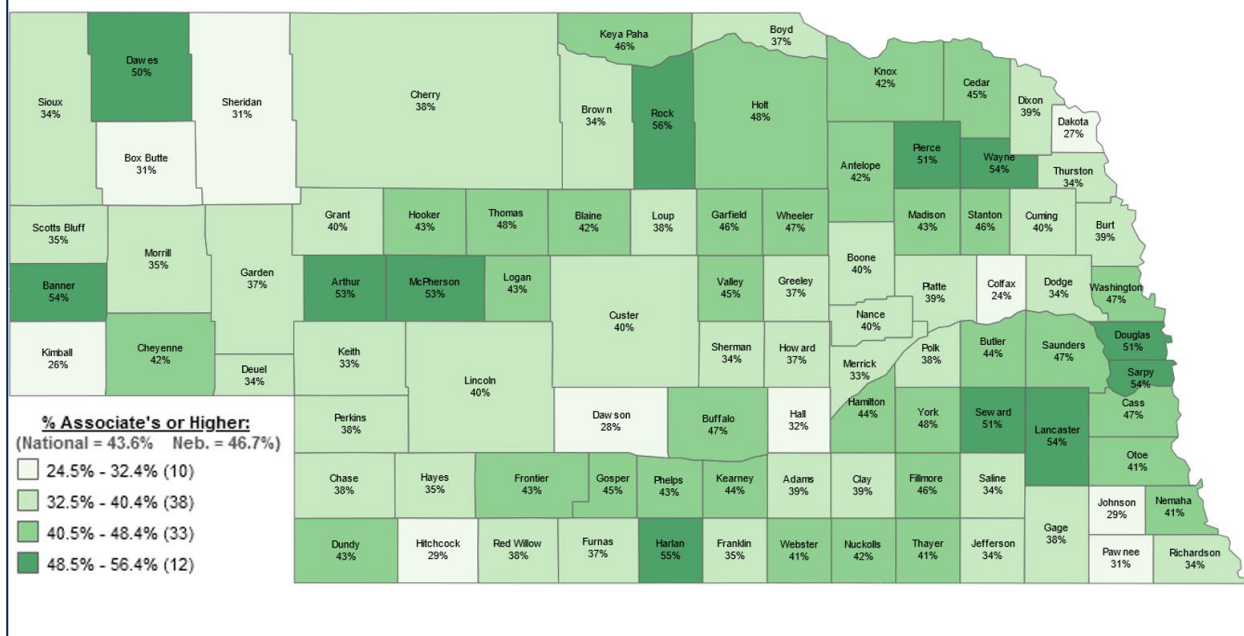 Keya Paha
46%
Boyd
37%
Dawes
50%
Sioux
34%
Sheridan
31%
Cherry
38%
Brown
34%
Rock
56%
Holt
48%
Knox
42%
Cedar
45%
Dixon
39%
Dakota
27%
Box Butte
31%
Antelope
42%
Pierce
51%
Wayne
54%
Thurston
34%
Scotts Bluff
35%
Morrill
35%
Garden
37%
Grant
40%
Hooker
43%
Thomas
48%
Blaine
42%
Loup
38%
Garfield
46%
Wheeler
47%
Madison
43%
Stanton
46%
Cuming
40%
Burt
39%
Banner
54%
Arthur
53%
McPherson
53%
Logan
43%
Custer
40%
Valley
45%
Greeley
37%
Boone
40%
Platte
39%
Colfax
24%
Dodge
34%
Washington
47%
Nance
40%
Kimball
26%
Cheyenne
42%
Deuel
34%
Keith
33%
Lincoln
40%
Sherman
34%
Howard
37%
Merrick
33%
Polk
38%
Butler
44%
Saunders
47%
Douglas
51%
Sarpy
54%
Perkins
38%
Dawson
28%
Buffalo
47%
Hall
32%
Hamilton
44%
York
48%
Seward
51%
Lancaster
54%
Cass
47%
Otoe
41%
% Associate's or Higher:
(National = 43.6% Neb. = 46.7%)
24.5% - 32.4% (10)
32.5% - 40.4% (38)
40.5% - 48.4% (33)
48.5% - 56.4% (12)
Chase
38%
Hayes
35%
Frontier
43%
Gosper
45%
Phelps
43%
Kearney
44%
Adams
39%
Clay
39%
Fillmore
46%
Saline
34%
Gage
38%
Johnson
29%
Nemaha
41%
Dundy
43%
Hitchcock
29%
Red Willow
38%
Furnas
37%
Harlan
55%
Franklin
35%
Webster
41%
Nuckolls
42%
Thayer
41%
Jefferson
34%
Pawnee
31%
Richardson
34%